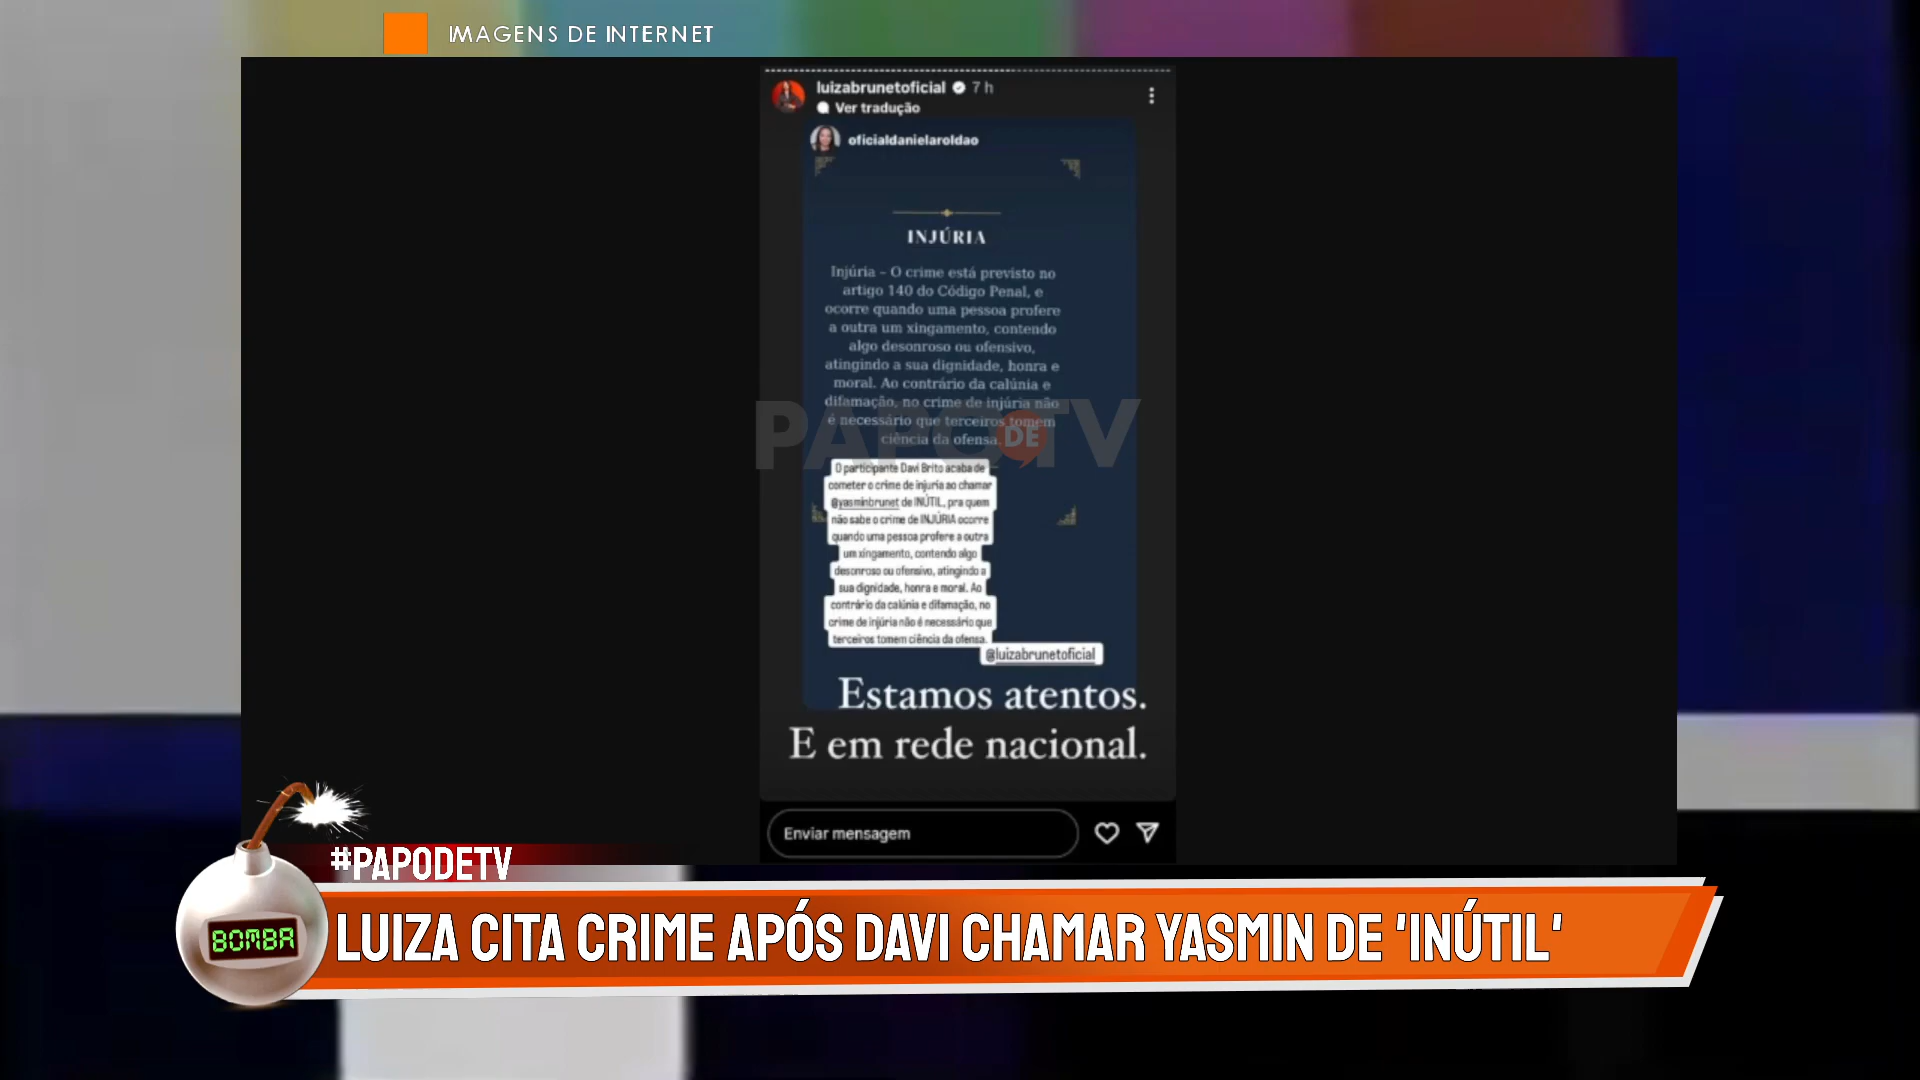 IMAGENS DE INTERNET
luizabrunetoficial 7 h
Ver tradução
oficialdanielaroldao
INJÚRIA
Injúria – O crime está previsto no
artigo 140 do Código Penal, e
ocorre quando uma pessoa profere
a outra um xingamento, contendo
algo desonroso ou ofensivo,
atingindo a sua dignidade, honra e
moral. Ao contrário da calúnia e
difamação, no crime de injúria não
é necessário que terceiros tomem
ciência da ofensa.
PAPO DE TV
O participante Davi Brito acaba de
cometer o crime de injuria ao chamar
@yasminbrunet de INÚTIL, pra quem
não sabe o crime de INJÚRIA ocorre
quando uma pessoa profere a outra
um xingamento, contendo algo
desonroso ou ofensivo, atingindo a
sua dignidade, honra e moral. Ao
contrário da calúnia e difamação, no
crime de injúria não é necessário que
terceiros tomem ciência da ofensa.
@luizabrunetoficial
Estamos atentos.
E em rede nacional.
Enviar mensagem
#PAPODETV
BOMBA
LUIZA CITA CRIME APÓS DAVI CHAMAR YASMIN DE 'INÚTIL'